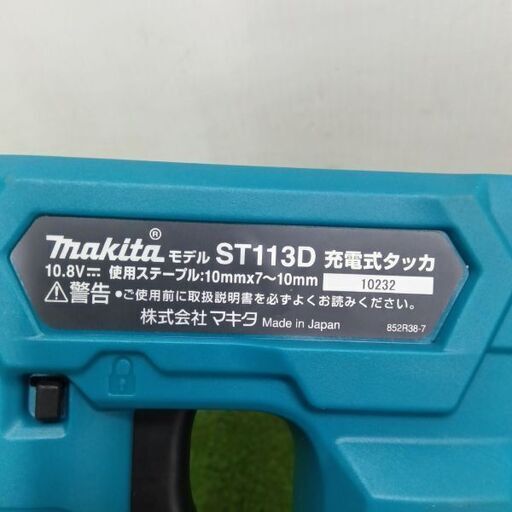 makita® モデル ST113D 充電式タッカ
10.8V⎓ 使用ステープル:10mmx7〜10mm 10232
⚠警告 ●ご使用前に取扱説明書を必ずよくお読みください。
株式会社マキタ Made in Japan 852R38-7